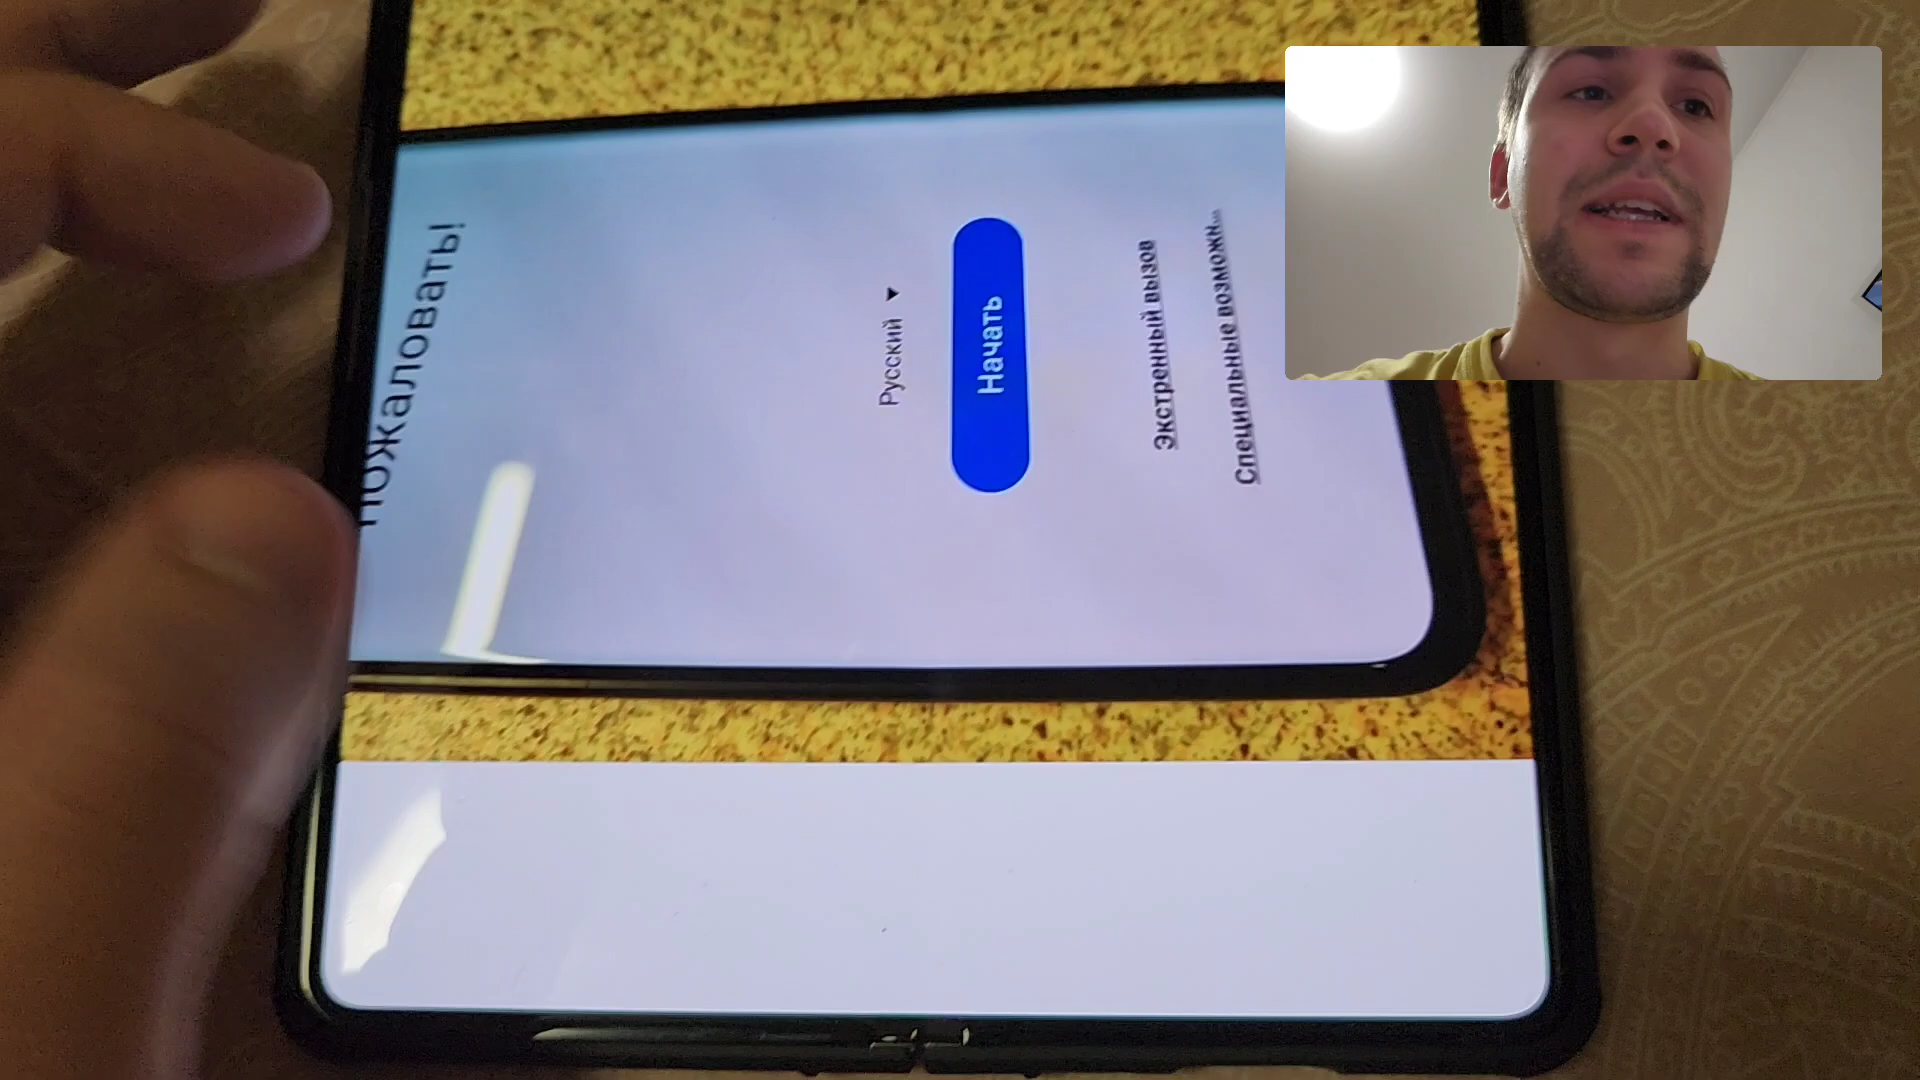 пожаловать!
Русский
Начать
Экстренный вызов
Специальные возможн...